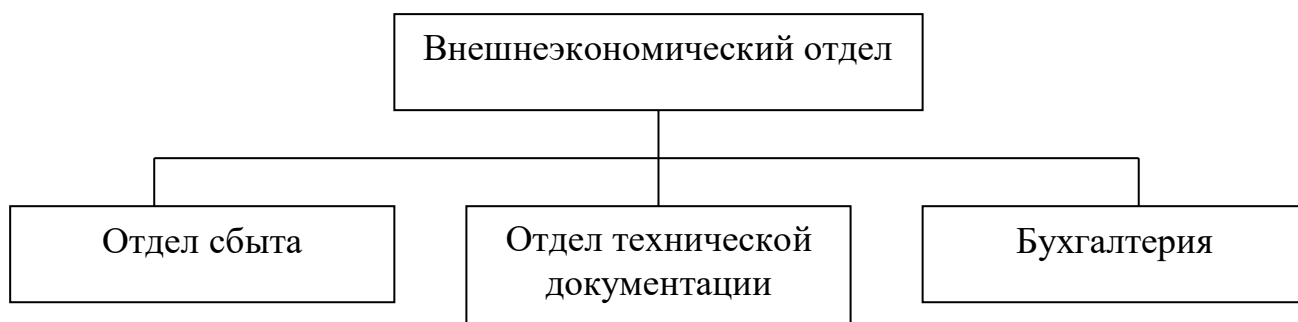 Внешнеэкономический отдел
Отдел сбыта
Отдел технической
документации
Бухгалтерия